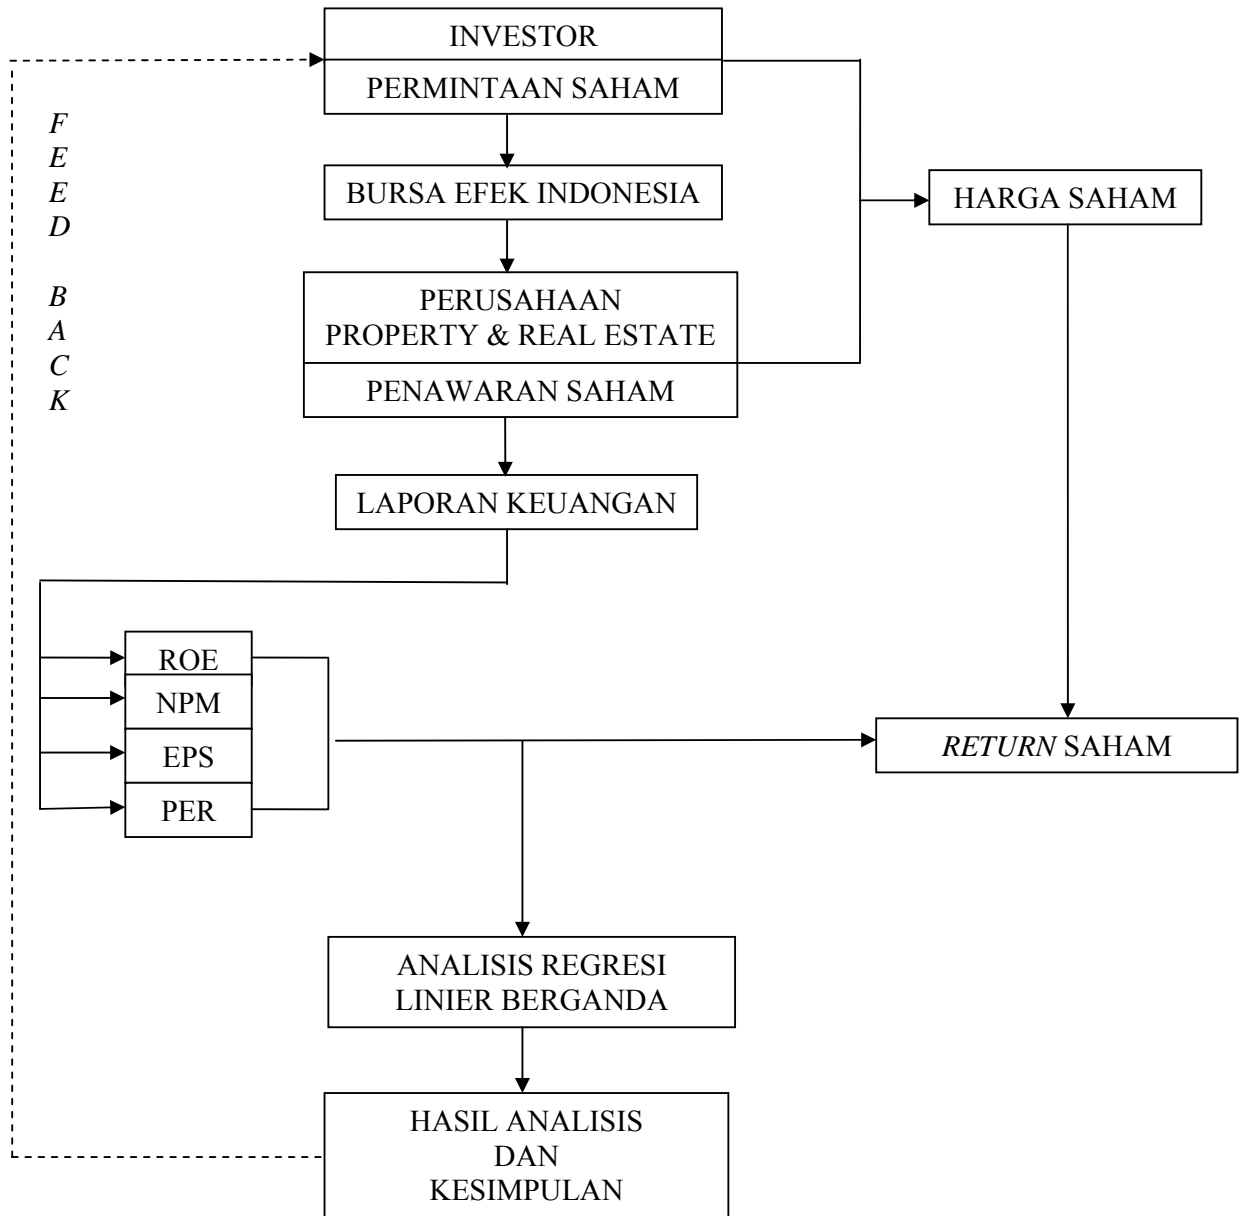 INVESTOR
PERMINTAAN SAHAM
F
E
E
D
B
A
C
K
BURSA EFEK INDONESIA
HARGA SAHAM
PERUSAHAAN
PROPERTY & REAL ESTATE
PENAWARAN SAHAM
LAPORAN KEUANGAN
ROE
NPM
EPS
PER
RETURN SAHAM
ANALISIS REGRESI
LINIER BERGANDA
HASIL ANALISIS
DAN
KESIMPULAN